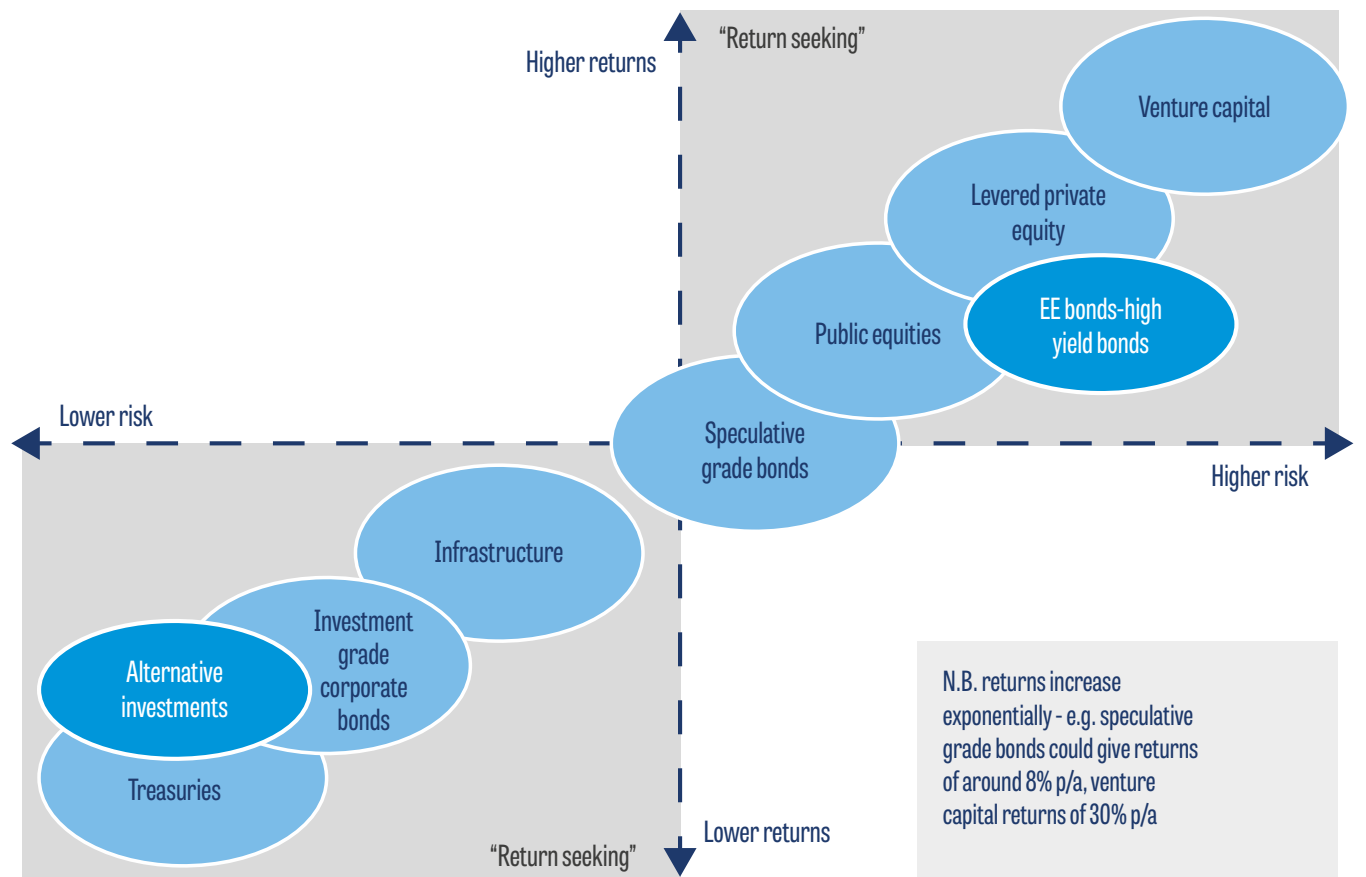 “Return seeking”
Higher returns
Venture capital
Levered private
equity
EE bonds-high
yield bonds
Public equities
Lower risk
Speculative
grade bonds
Higher risk
Infrastructure
Investment
grade
corporate
bonds
Alternative
investments
Treasuries
N.B. returns increase
exponentially - e.g. speculative
grade bonds could give returns
of around 8% p/a, venture
capital returns of 30% p/a
Lower returns
“Return seeking”